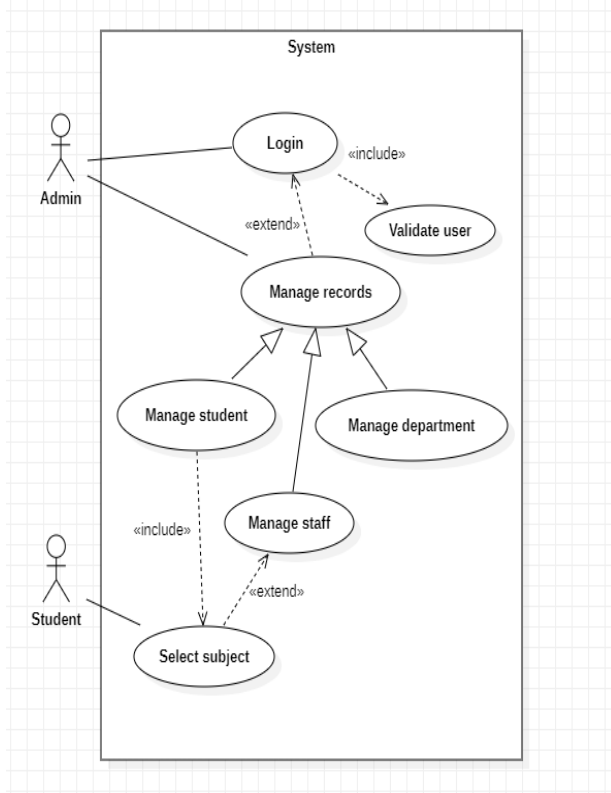 System
Login
«include»
Admin
«extend»
Validate user
Manage records
Manage student
Manage department
«include»
Manage staff
«extend»
Student
Select subject